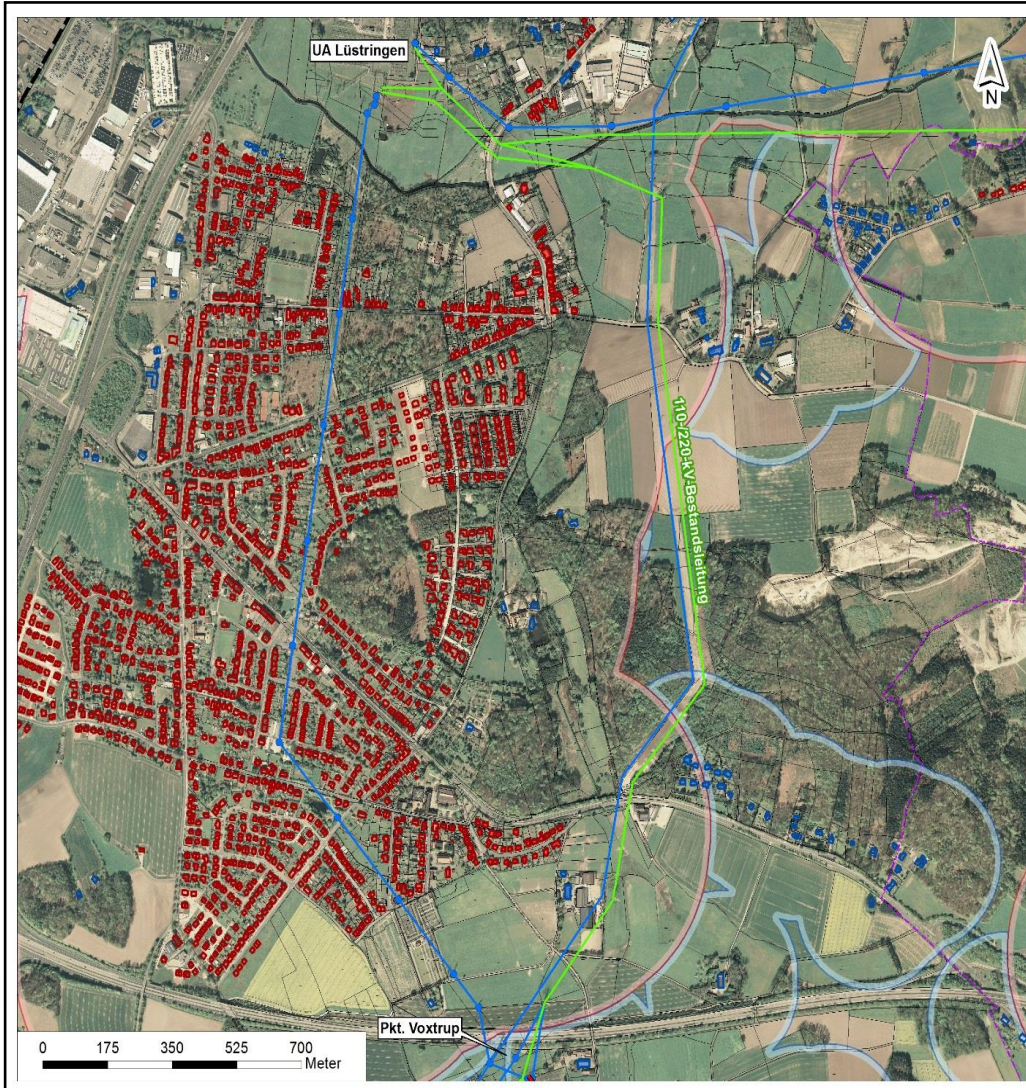 UA Lüstringen
N
110-/220-kV-Bestandsleitung
Pkt. Voxtrup
0 175 350 525 700
Meter